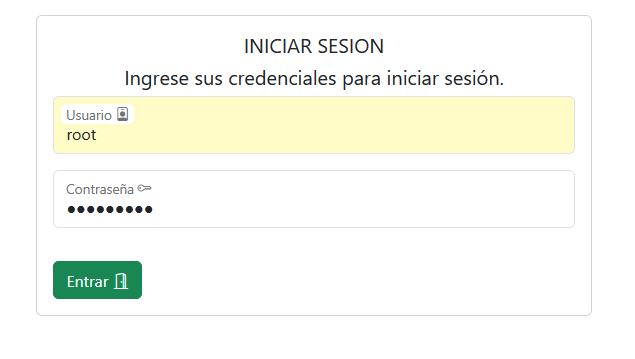 INICIAR SESION
Ingrese sus credenciales para iniciar sesión.
Usuario
root
Contraseña
●●●●●●●●●
Entrar